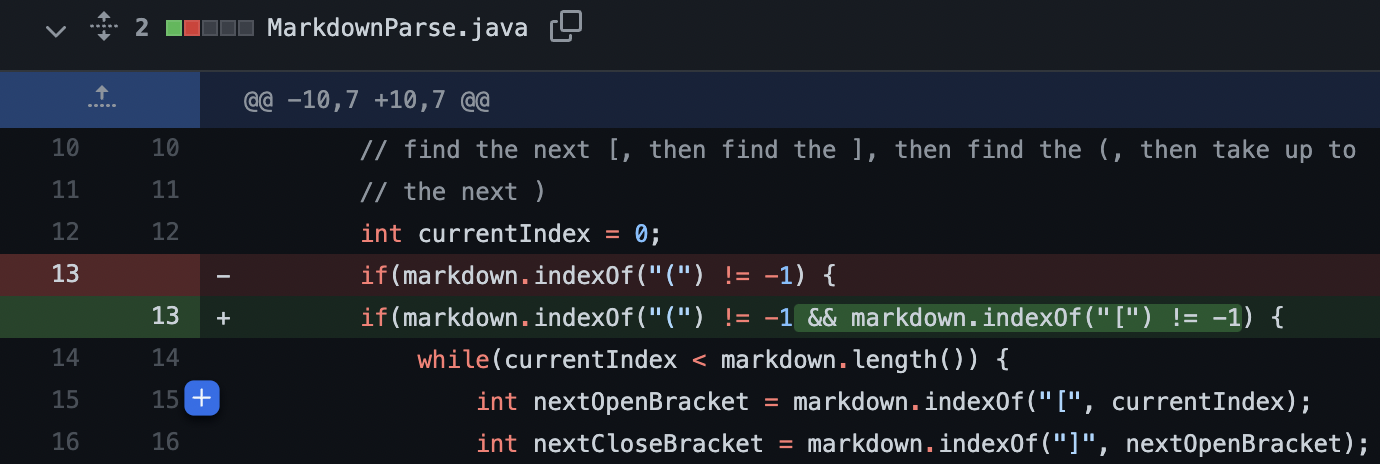 2 MarkdownParse.java
@@ -10,7 +10,7 @@
10 10 // find the next [, then find the ], then find the (, then take up to
11 11 // the next )
12 12 int currentIndex = 0;
13 - if(markdown.indexOf("(") != -1) {
13 + if(markdown.indexOf("(") != -1 && markdown.indexOf("[") != -1) {
14 14 while(currentIndex < markdown.length()) {
15 15 + int nextOpenBracket = markdown.indexOf("[", currentIndex);
16 16 int nextCloseBracket = markdown.indexOf("]", nextOpenBracket);